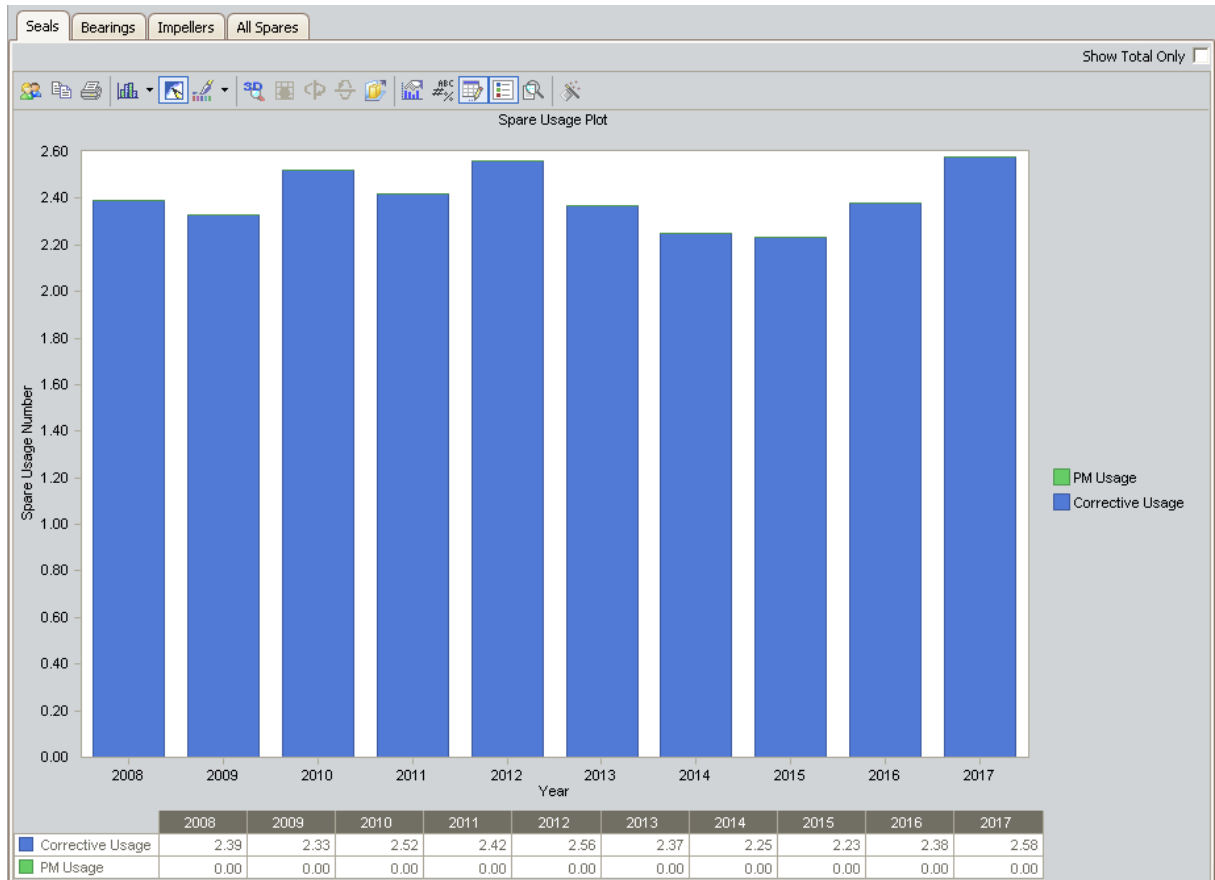 Seals Bearings Impellers All Spares
Show Total Only
3D ABC #%
Spare Usage Plot
2.60
2.40
2.20
2.00
1.80
1.60
1.40
1.20
1.00
0.80
0.60
0.40
0.20
0.00
Spare Usage Number
PM Usage
Corrective Usage
2008 2009 2010 2011 2012 2013 2014 2015 2016 2017
Year
2008 2009 2010 2011 2012 2013 2014 2015 2016 2017
Corrective Usage 2.39 2.33 2.52 2.42 2.56 2.37 2.25 2.23 2.38 2.58
PM Usage 0.00 0.00 0.00 0.00 0.00 0.00 0.00 0.00 0.00 0.00